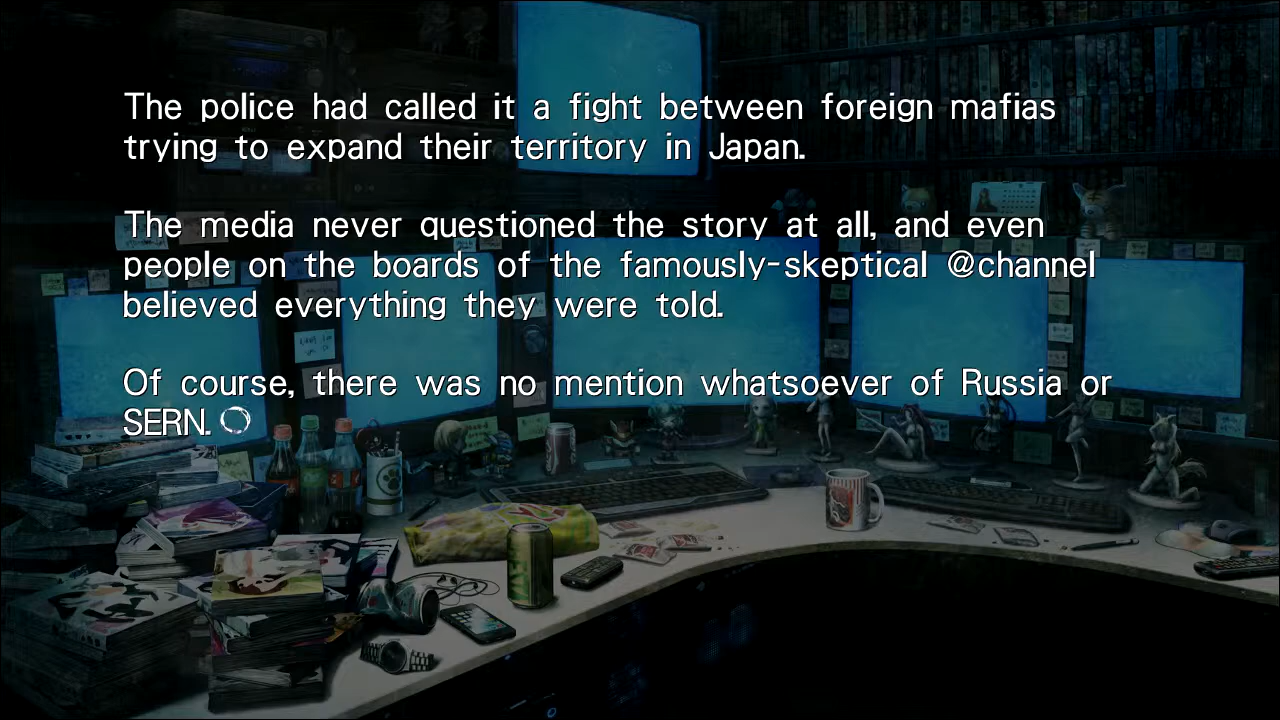 The police had called it a fight between foreign mafias
trying to expand their territory in Japan.
The media never questioned the story at all, and even
people on the boards of the famously-skeptical @channel
believed everything they were told.
Of course, there was no mention whatsoever of Russia or
SERN.